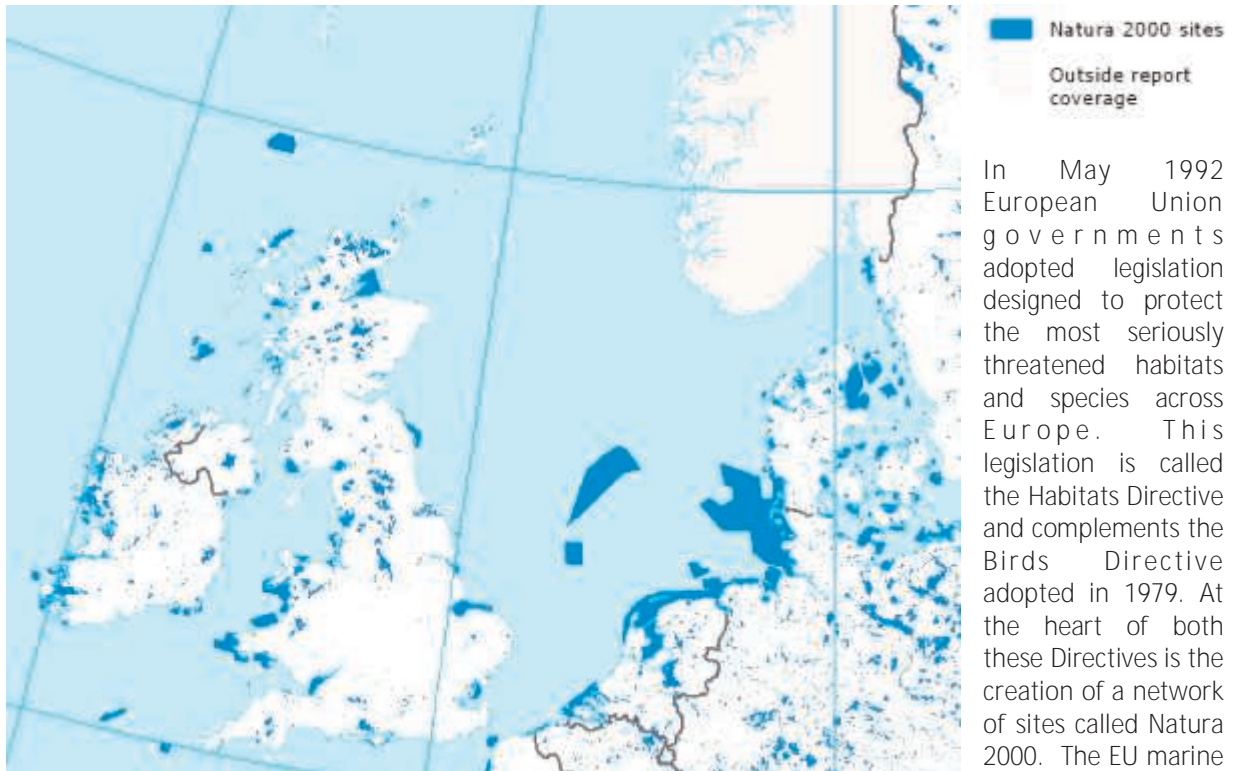 Natura 2000 sites
Outside report
coverage
In May 1992
European Union
governments
adopted legislation
designed to protect
the most seriously
threatened habitats
and species across
Europe. This
legislation is called
the Habitats Directive
and complements the
Birds Directive
adopted in 1979. At
the heart of both
these Directives is the
creation of a network
of sites called Natura
2000. The EU marine